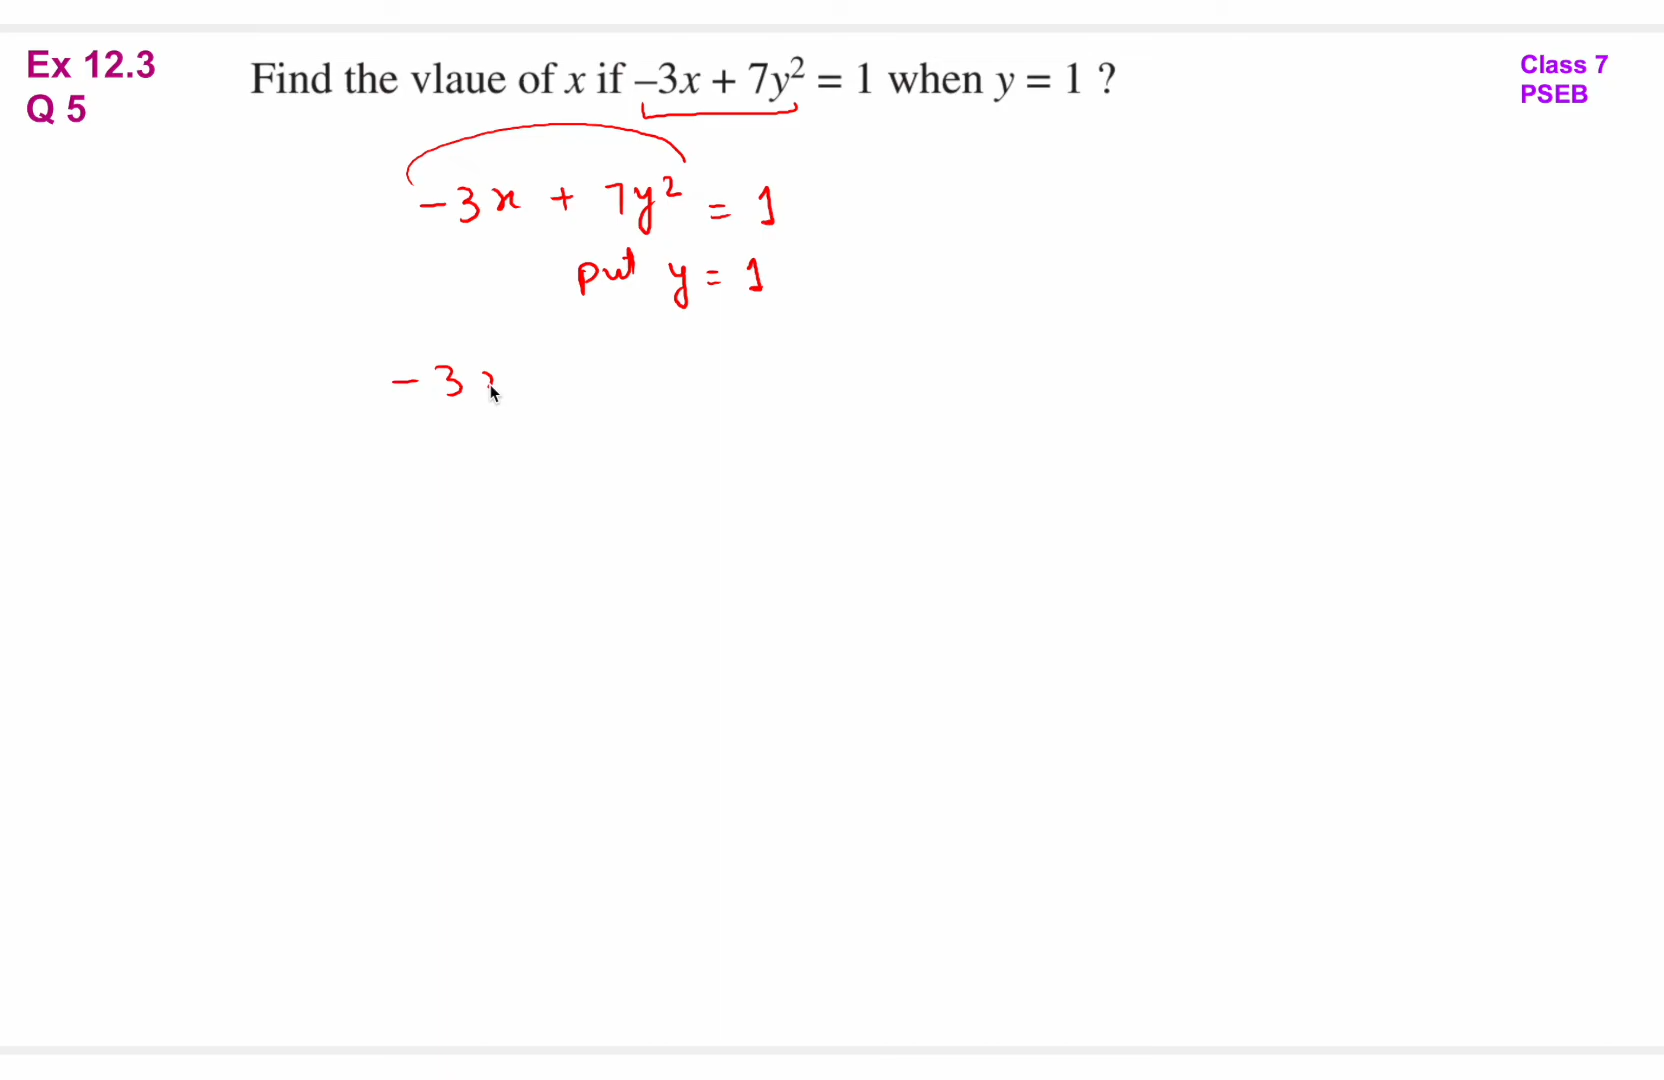 Ex 12.3
Q 5
Find the vlaue of x if –3x + 7y² = 1 when y = 1 ?
Class 7
PSEB
-3x + 7y² = 1
put y = 1
-3